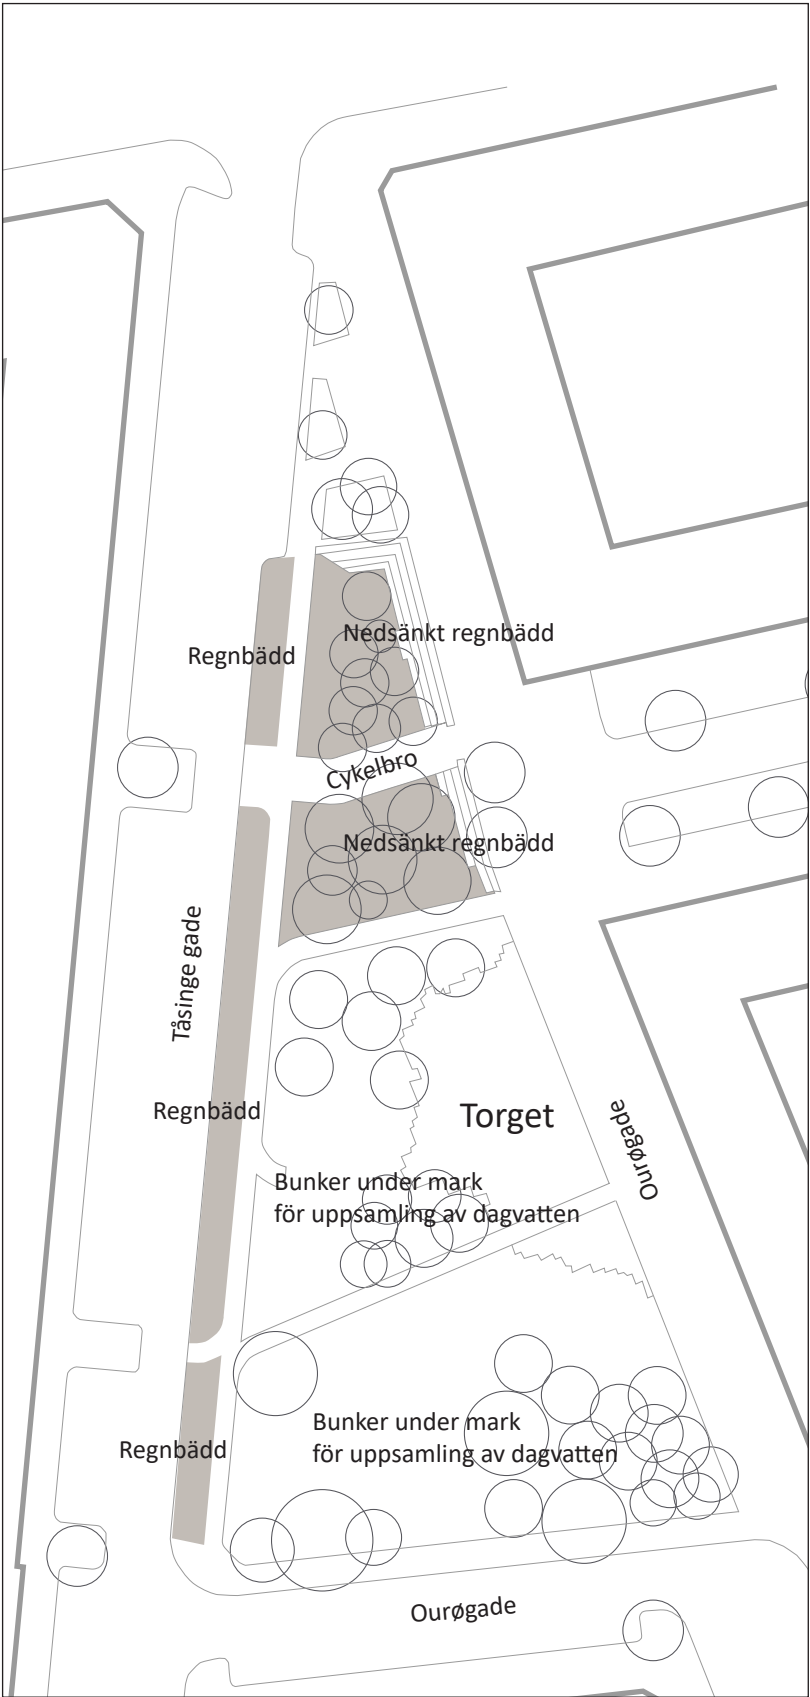 Nedsänkt regnbädd
Regnbädd
Cykelbro
Nedsänkt regnbädd
Tåsinge gade
Regnbädd
Torget
Ourøgade
Bunker under mark
för uppsamling av dagvatten
Bunker under mark
för uppsamling av dagvatten
Regnbädd
Ourøgade